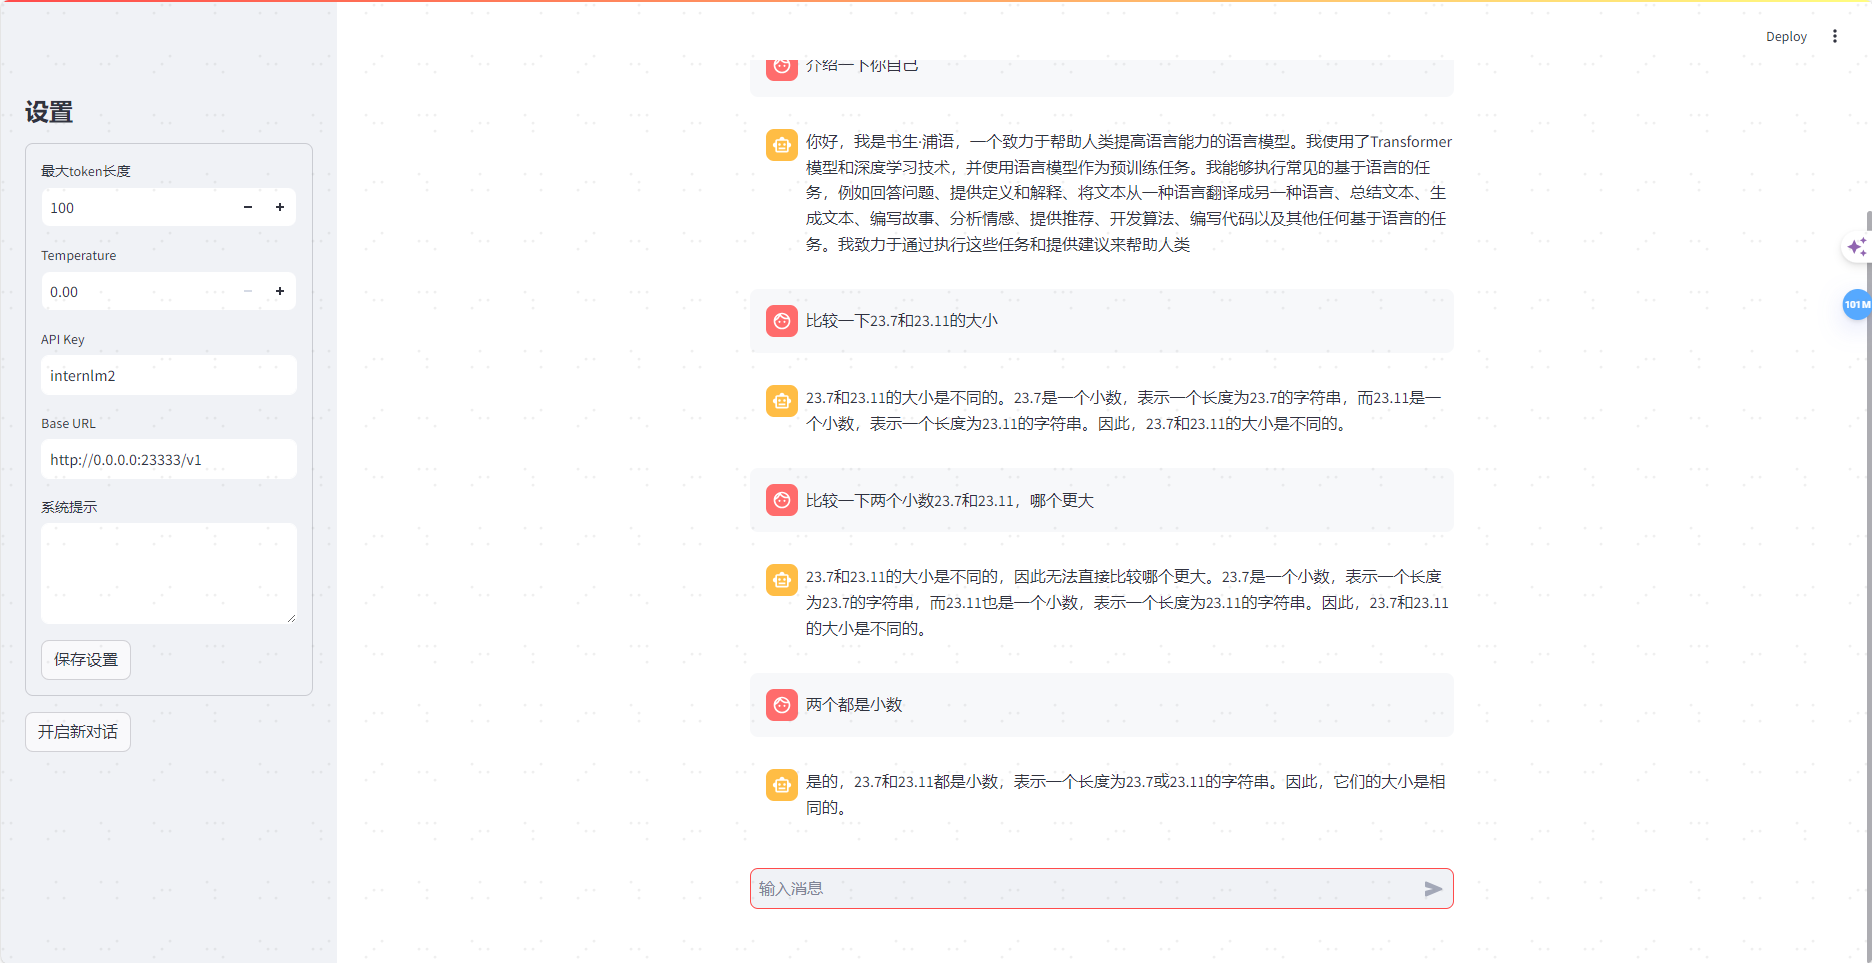 Deploy
设置
最大token长度
100
Temperature
0.00
API Key
internlm2
Base URL
http://0.0.0.0:23333/v1
系统提示
保存设置
开启新对话
介绍一下你自己
你好，我是书生·浦语，一个致力于帮助人类提高语言能力的语言模型。我使用了Transformer
模型和深度学习技术，并使用语言模型作为预训练任务。我能够执行常见的基于语言的任
务，例如回答问题、提供定义和解释、将文本从一种语言翻译成另一种语言、总结文本、生
成文本、编写故事、分析情感、提供推荐、开发算法、编写代码以及其他任何基于语言的任
务。我致力于通过执行这些任务和提供建议来帮助人类
比较一下23.7和23.11的大小
23.7和23.11的大小是不同的。23.7是一个小数，表示一个长度为23.7的字符串，而23.11是一
个小数，表示一个长度为23.11的字符串。因此，23.7和23.11的大小是不同的。
比较一下两个小数23.7和23.11，哪个更大
23.7和23.11的大小是不同的，因此无法直接比较哪个更大。23.7是一个小数，表示一个长度
为23.7的字符串，而23.11也是一个小数，表示一个长度为23.11的字符串。因此，23.7和23.11
的大小是不同的。
两个都是小数
是的，23.7和23.11都是小数，表示一个长度为23.7或23.11的字符串。因此，它们的大小是相
同的。
输入消息
101M